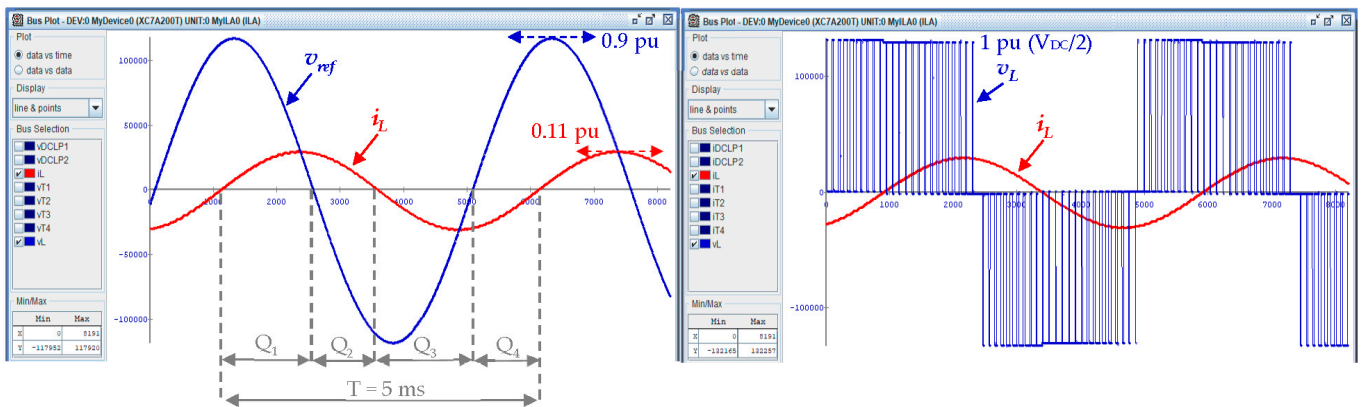 Bus Plot - DEV:0 MyDevice0 (XC7A200T) UNIT:0 MyILA0 (ILA)
Plot
data vs time
data vs data
Display
line & points
Bus Selection
vDCLP1
vDCLP2
iL
vT1
vT2
vT3
vT4
vL
Min/Max
Min Max
X 0 8191
Y -117952 117920
100000
50000
0
-50000
-100000
0 1000 2000 3000 4000 5000 6000 7000 8000
vref
iL
0.9 pu
0.11 pu
Q1 Q2 Q3 Q4
T = 5 ms
Bus Plot - DEV:0 MyDevice0 (XC7A200T) UNIT:0 MyILA0 (ILA)
Plot
data vs time
data vs data
Display
line & points
Bus Selection
iDCLP1
iDCLP2
iL
iT1
iT2
iT3
iT4
vL
Min/Max
Min Max
X 0 8191
Y -132165 132257
100000
0
-100000
0 1000 2000 3000 4000 5000 6000 7000 8000
1 pu (VDC/2)
vL
iL